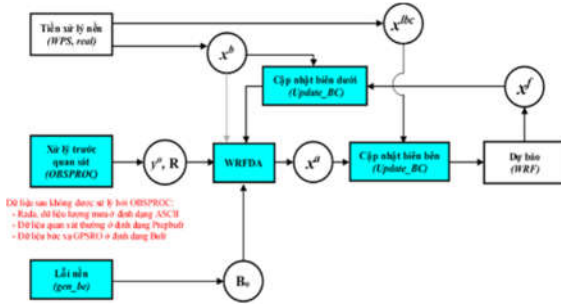 Tiền xử lý nền
(WPS, real)
x^lbc
x^b
Cập nhật biên dưới
(Update_BC)
x^f
Xử lý trước
quan sát
(OBSPROC)
y^o, R
WRFDA
x^a
Cập nhật biên bên
(Update_BC)
Dự báo
(WRF)
Dữ liệu sau không được xử lý bởi OBSPROC:
- Rada, dữ liệu lượng mưa ở định dạng ASCII
- Dữ liệu quan sát thường ở định dạng Prepbufr
- Dữ liệu bức xạ GPSRO ở định dạng Bufr
Lỗi nền
(gen_be)
B₀